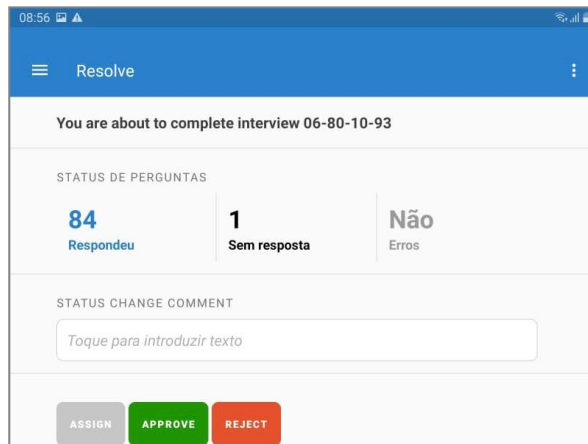 08:56
Resolve
You are about to complete interview 06-80-10-93
STATUS DE PERGUNTAS
84 1 Não
Respondeu Sem resposta Erros
STATUS CHANGE COMMENT
Toque para introduzir texto
ASSIGN APPROVE REJECT